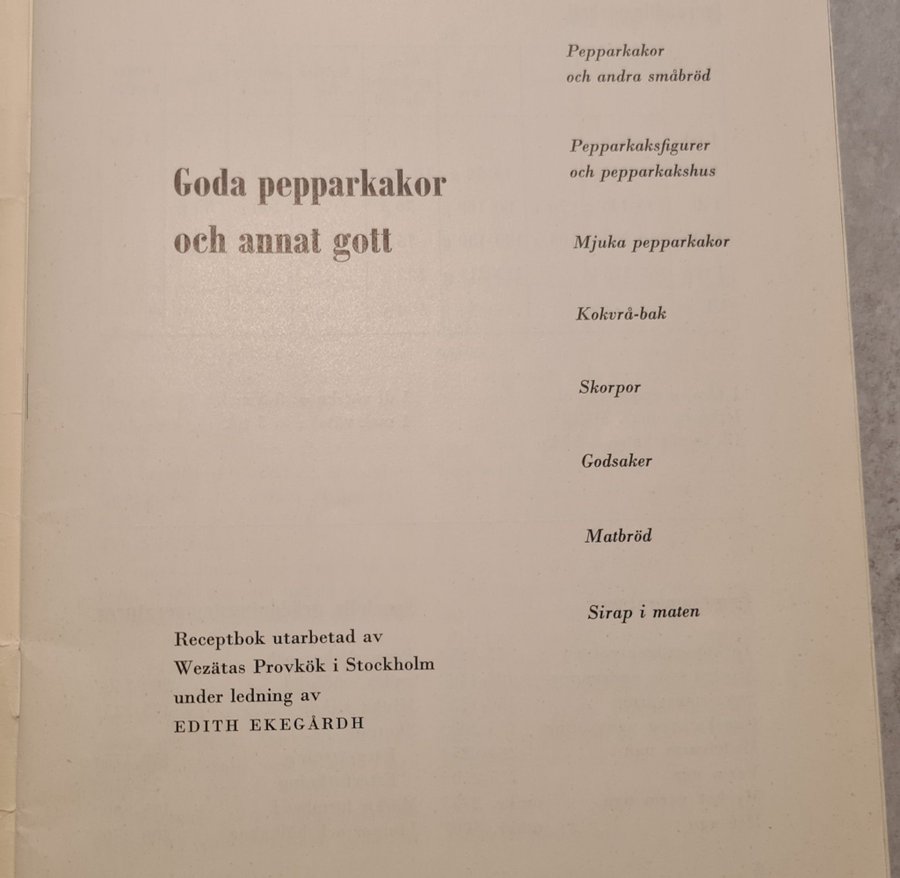 Goda pepparkakor
och annat gott
Receptbok utarbetad av
Wezätas Provkök i Stockholm
under ledning av
EDITH EKEGÅRDH
Pepparkakor
och andra småbröd
Pepparkaksfigurer
och pepparkakshus
Mjuka pepparkakor
Kokvrå-bak
Skorpor
Godsaker
Matbröd
Sirap i maten